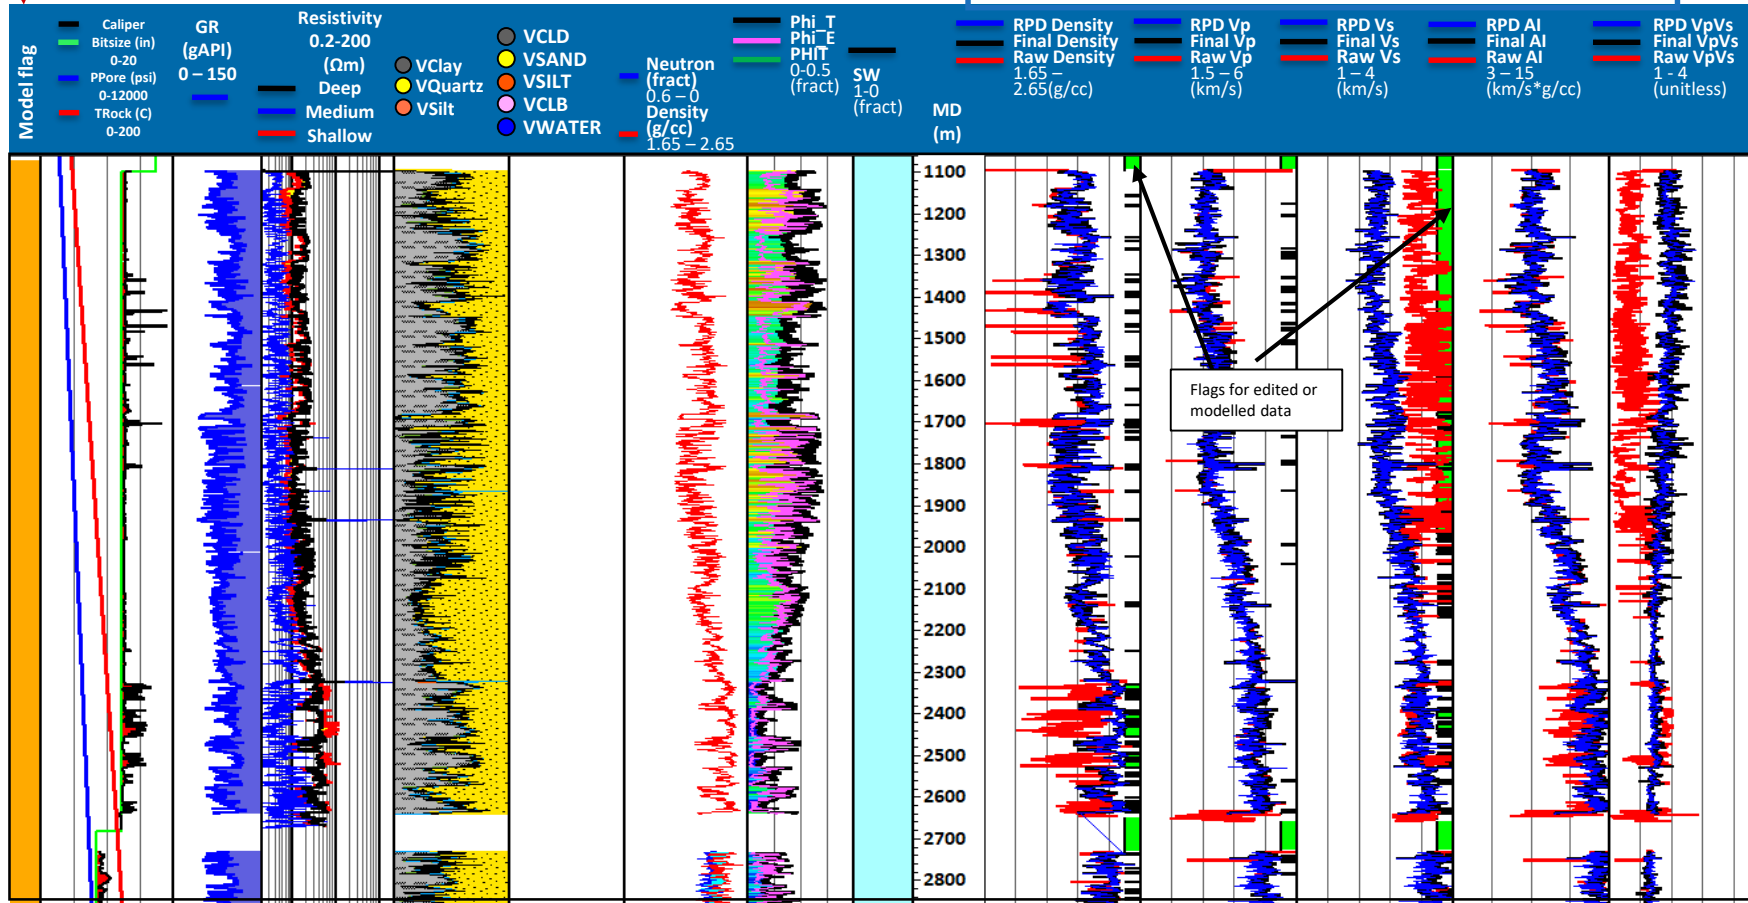 Model flag
Caliper
Bitsize (in)
0-20
PPore (psi)
0-12000
TRock (C)
0-200
GR
(gAPI)
0 – 150
Resistivity
0.2-200
(Ωm)
Deep
Medium
Shallow
VClay
VQuartz
VSilt
VCLD
VSAND
VSILT
VCLB
VWATER
Neutron
(fract)
0.6 – 0
Density
(g/cc)
1.65 – 2.65
Phi_T
Phi_E
PHIT
0-0.5
(fract)
SW
1-0
(fract)
MD
(m)
RPD Density
Final Density
Raw Density
1.65 –
2.65(g/cc)
RPD Vp
Final Vp
Raw Vp
1.5 – 6
(km/s)
RPD Vs
Final Vs
Raw Vs
1 – 4
(km/s)
RPD AI
Final AI
Raw AI
3 – 15
(km/s*g/cc)
RPD VpVs
Final VpVs
Raw VpVs
1 - 4
(unitless)
1100
1200
1300
1400
1500
1600
1700
1800
1900
2000
2100
2200
2300
2400
2500
2600
2700
2800
Flags for edited or
modelled data